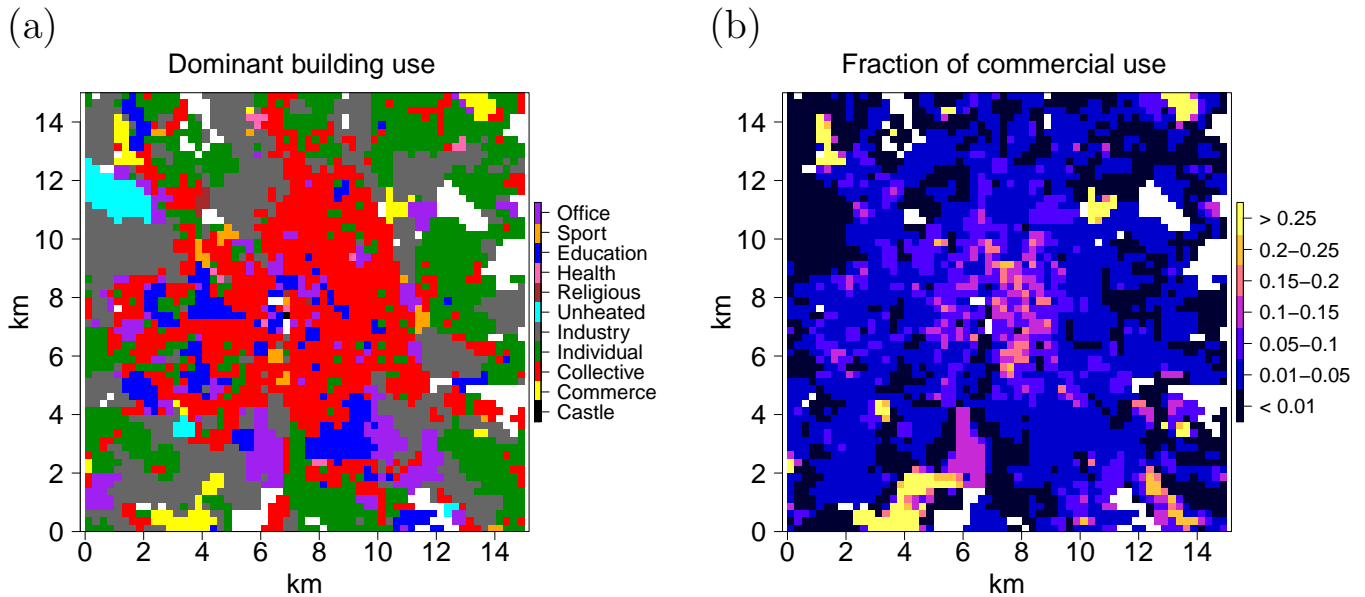 (a)
Dominant building use
km
14
12
10
8
6
4
2
0
0 2 4 6 8 10 12 14
km
Office
Sport
Education
Health
Religious
Unheated
Industry
Individual
Collective
Commerce
Castle
(b)
Fraction of commercial use
km
14
12
10
8
6
4
2
0
0 2 4 6 8 10 12 14
km
> 0.25
0.2−0.25
0.15−0.2
0.1−0.15
0.05−0.1
0.01−0.05
< 0.01